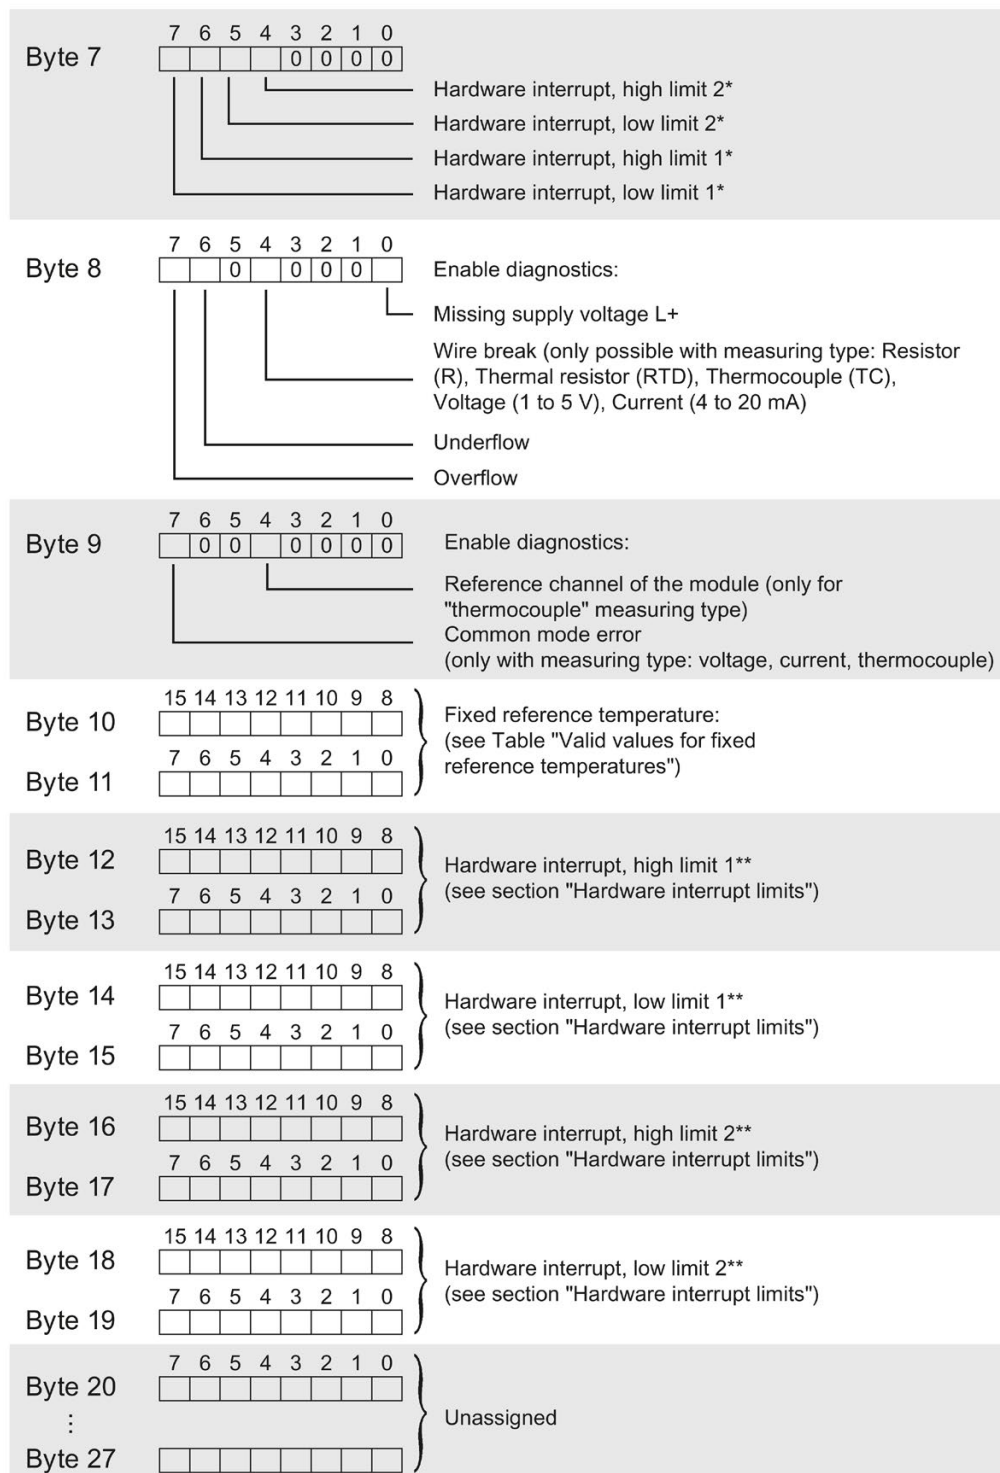 7 6 5 4 3 2 1 0
Byte 7
0 0 0 0
Hardware interrupt, high limit 2*
Hardware interrupt, low limit 2*
Hardware interrupt, high limit 1*
Hardware interrupt, low limit 1*
7 6 5 4 3 2 1 0
Byte 8
0 0 0 0
Enable diagnostics:
Missing supply voltage L+
Wire break (only possible with measuring type: Resistor
(R), Thermal resistor (RTD), Thermocouple (TC),
Voltage (1 to 5 V), Current (4 to 20 mA)
Underflow
Overflow
7 6 5 4 3 2 1 0
Byte 9
0 0 0 0 0 0
Enable diagnostics:
Reference channel of the module (only for
"thermocouple" measuring type)
Common mode error
(only with measuring type: voltage, current, thermocouple)
15 14 13 12 11 10 9 8
Byte 10
7 6 5 4 3 2 1 0
Byte 11
Fixed reference temperature:
(see Table "Valid values for fixed
reference temperatures")
15 14 13 12 11 10 9 8
Byte 12
7 6 5 4 3 2 1 0
Byte 13
Hardware interrupt, high limit 1**
(see section "Hardware interrupt limits")
15 14 13 12 11 10 9 8
Byte 14
7 6 5 4 3 2 1 0
Byte 15
Hardware interrupt, low limit 1**
(see section "Hardware interrupt limits")
15 14 13 12 11 10 9 8
Byte 16
7 6 5 4 3 2 1 0
Byte 17
Hardware interrupt, high limit 2**
(see section "Hardware interrupt limits")
15 14 13 12 11 10 9 8
Byte 18
7 6 5 4 3 2 1 0
Byte 19
Hardware interrupt, low limit 2**
(see section "Hardware interrupt limits")
7 6 5 4 3 2 1 0
Byte 20
⋮
Byte 27
Unassigned